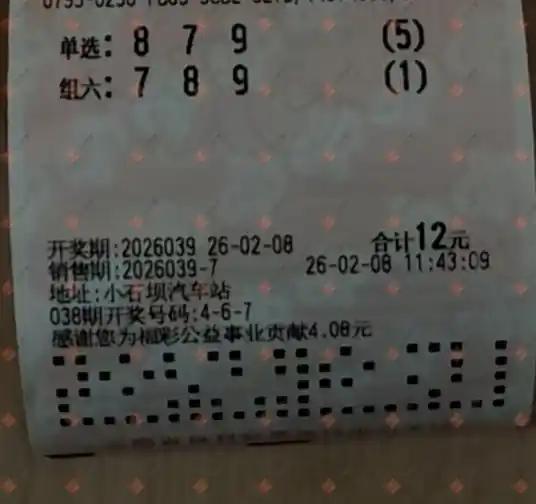 单选: 8 7 9 (5)
组六: 7 8 9 (1)
开奖期:2026039 26-02-08 合计12元
销售期:2026039-7 26-02-08 11:43:09
地址:小石坝汽车站
038期开奖号码:4-6-7
感谢您为福彩公益事业贡献4.08元